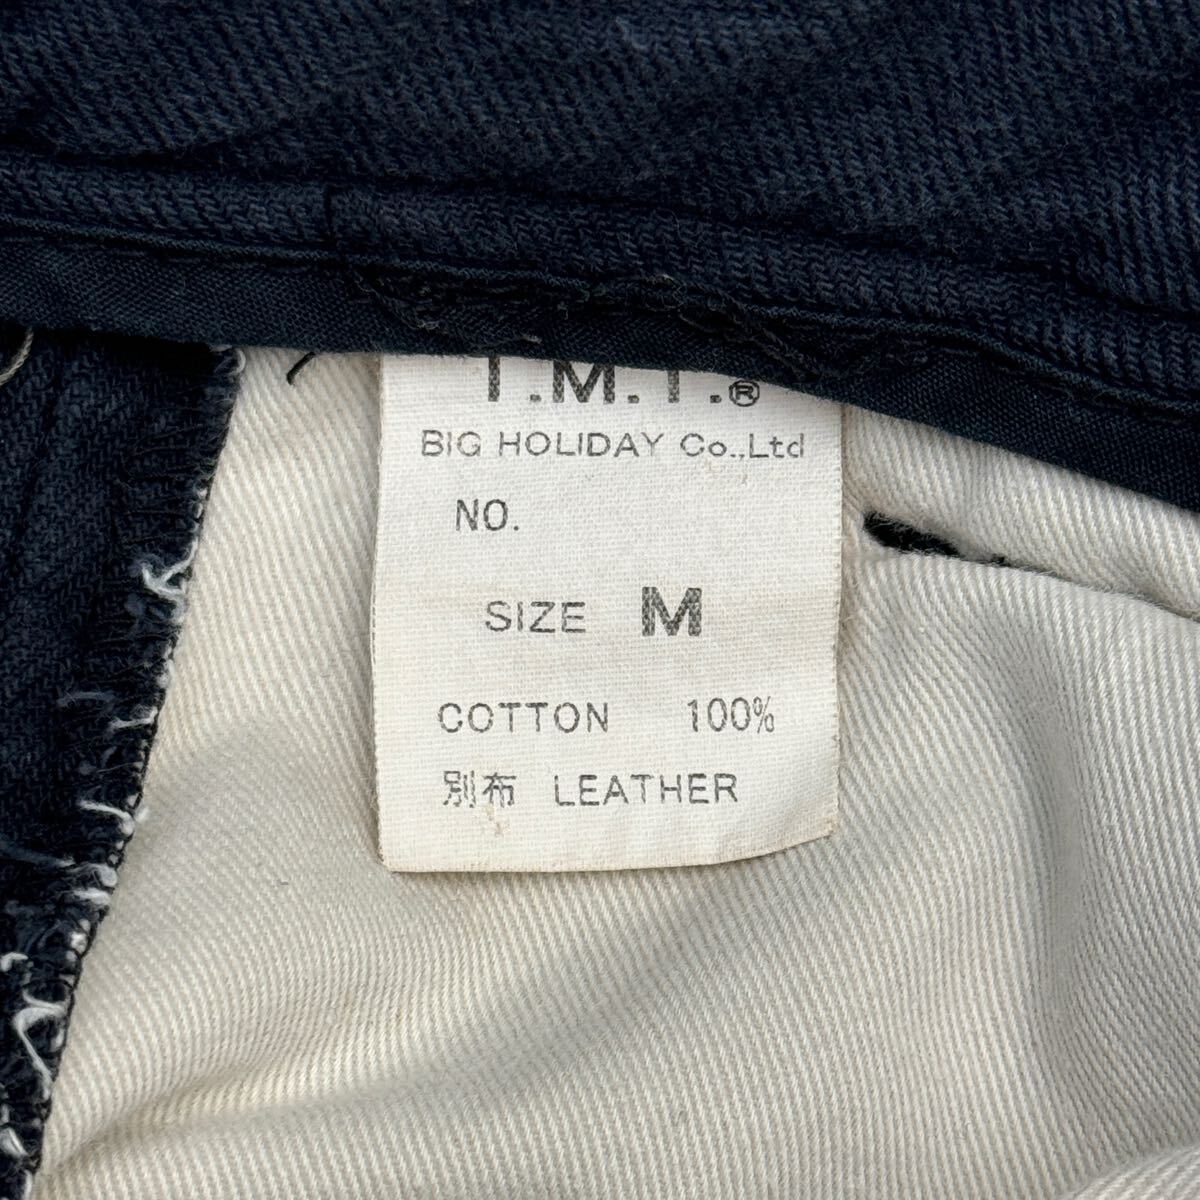 T.M.T.®
BIG HOLIDAY Co.,Ltd
NO.
SIZE M
COTTON 100%
別布 LEATHER